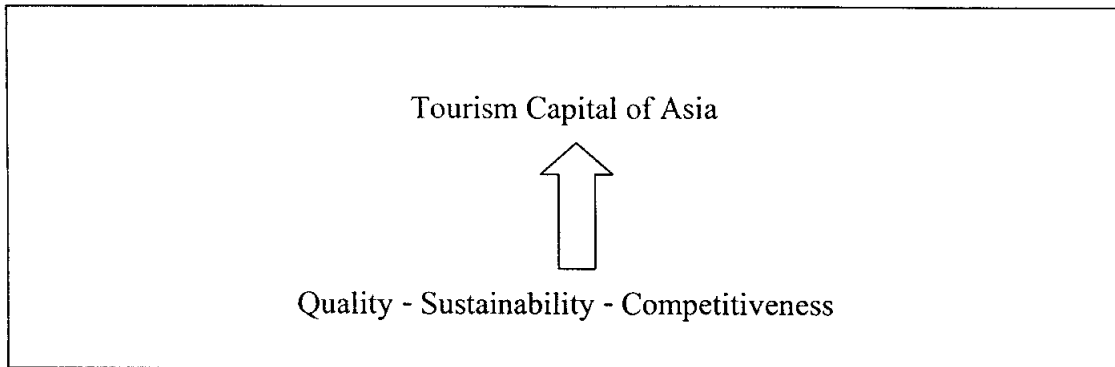 Tourism Capital of Asia
Quality - Sustainability - Competitiveness